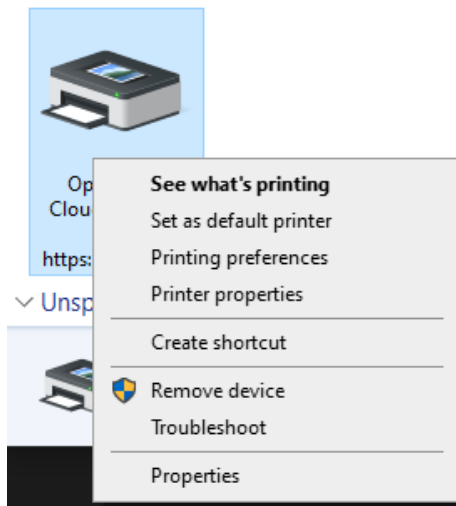 Op
Clou
https:
See what's printing
Set as default printer
Printing preferences
Printer properties
Create shortcut
Remove device
Troubleshoot
Properties
Unsp